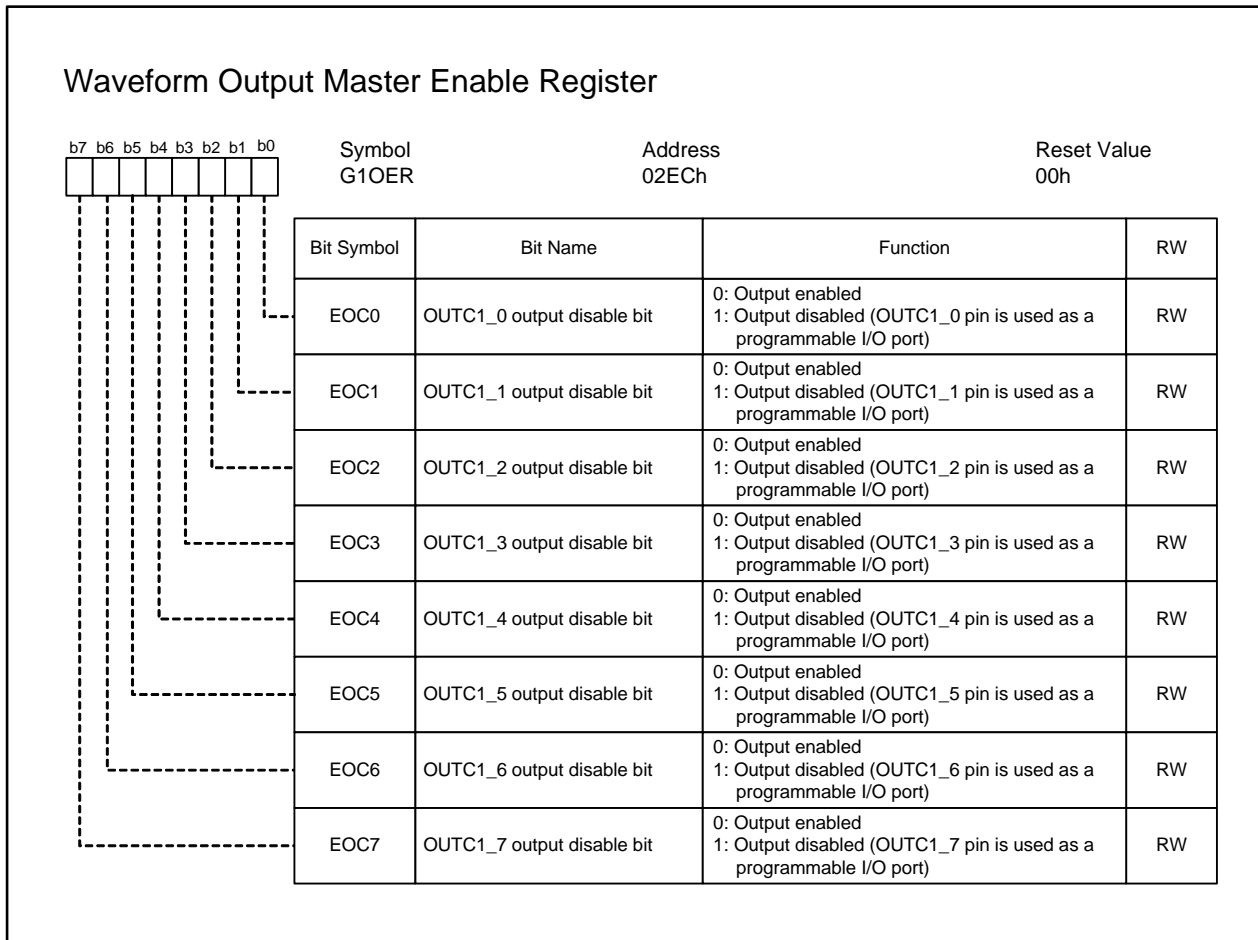 Waveform Output Master Enable Register
b7 b6 b5 b4 b3 b2 b1 b0
Symbol Address Reset Value
G1OER 02ECh 00h
Bit Symbol Bit Name Function RW
EOC0 OUTC1_0 output disable bit 0: Output enabled
1: Output disabled (OUTC1_0 pin is used as a
programmable I/O port) RW
EOC1 OUTC1_1 output disable bit 0: Output enabled
1: Output disabled (OUTC1_1 pin is used as a
programmable I/O port) RW
EOC2 OUTC1_2 output disable bit 0: Output enabled
1: Output disabled (OUTC1_2 pin is used as a
programmable I/O port) RW
EOC3 OUTC1_3 output disable bit 0: Output enabled
1: Output disabled (OUTC1_3 pin is used as a
programmable I/O port) RW
EOC4 OUTC1_4 output disable bit 0: Output enabled
1: Output disabled (OUTC1_4 pin is used as a
programmable I/O port) RW
EOC5 OUTC1_5 output disable bit 0: Output enabled
1: Output disabled (OUTC1_5 pin is used as a
programmable I/O port) RW
EOC6 OUTC1_6 output disable bit 0: Output enabled
1: Output disabled (OUTC1_6 pin is used as a
programmable I/O port) RW
EOC7 OUTC1_7 output disable bit 0: Output enabled
1: Output disabled (OUTC1_7 pin is used as a
programmable I/O port) RW